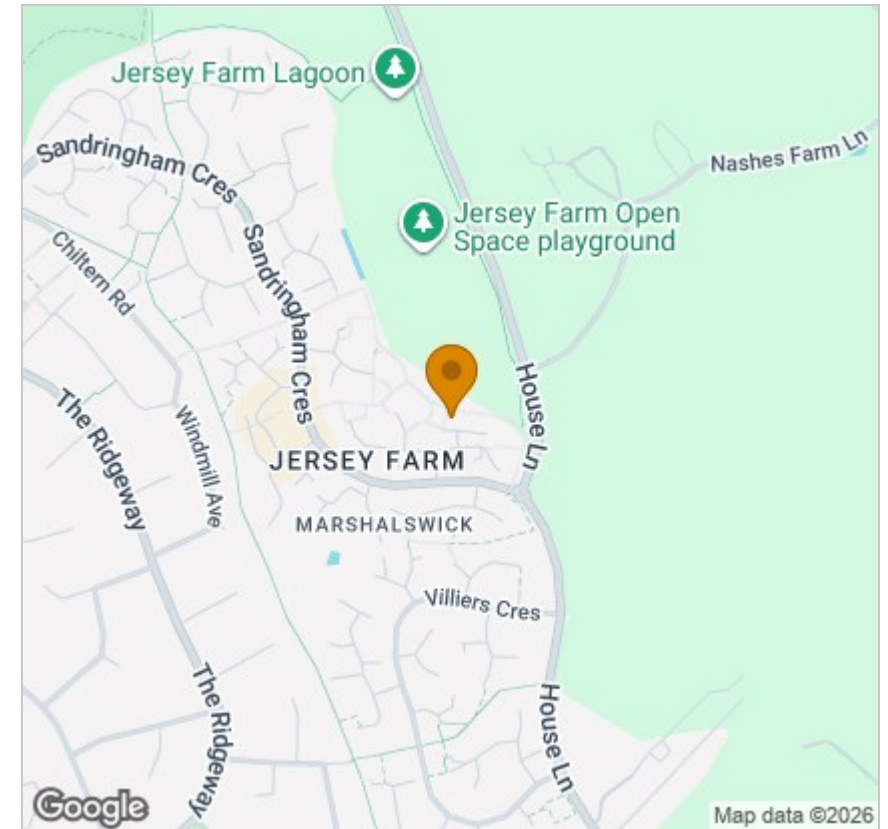 Jersey Farm Lagoon
Sandringham Cres
Nashes Farm Ln
Jersey Farm Open
Space playground
Chiltern Rd
Sandringham Cres
House Ln
The Ridgeway
Windmill Ave
JERSEY FARM
MARSHALSWICK
Villiers Cres
The Ridgeway
House Ln
Google
Map data ©2026